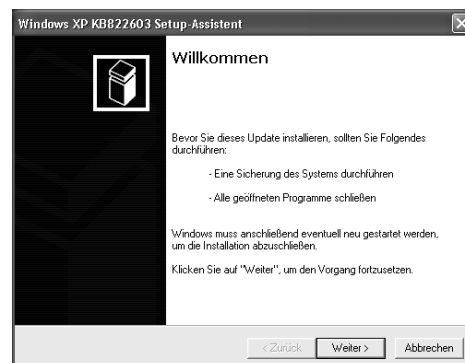 Windows XP KB822603 Setup-Assistent
Willkommen
Bevor Sie dieses Update installieren, sollten Sie Folgendes
durchführen:
- Eine Sicherung des Systems durchführen
- Alle geöffneten Programme schließen
Windows muss anschließend eventuell neu gestartet werden,
um die Installation abzuschließen.
Klicken Sie auf "Weiter", um den Vorgang fortzusetzen.
< Zurück Weiter > Abbrechen